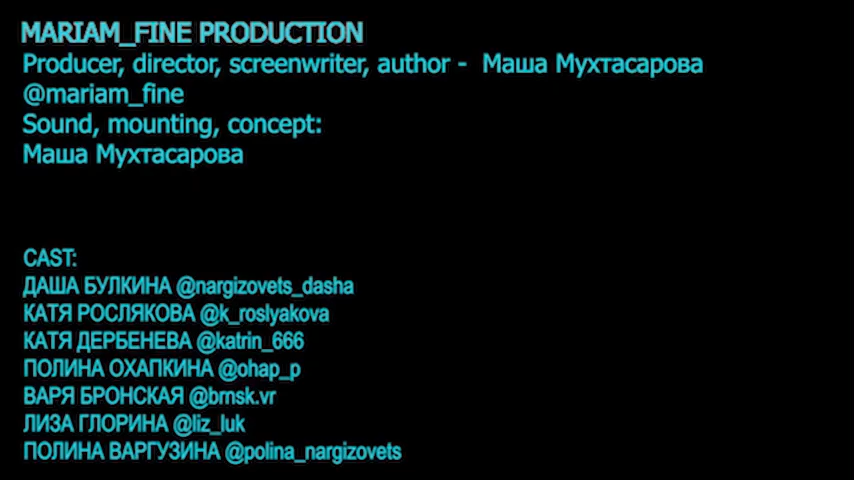 MARIAM_FINE PRODUCTION
Producer, director, screenwriter, author - Маша Мухтасарова
@mariam_fine
Sound, mounting, concept:
Маша Мухтасарова
CAST:
ДАША БУЛКИНА @nargizovets_dasha
КАТЯ РОСЛЯКОВА @k_roslyakova
КАТЯ ДЕРБЕНЕВА @katrin_666
ПОЛИНА ОХАПКИНА @ohap_p
ВАРЯ БРОНСКАЯ @brnsk.vr
ЛИЗА ГЛОРИНА @liz_luk
ПОЛИНА ВАРГУЗИНА @polina_nargizovets